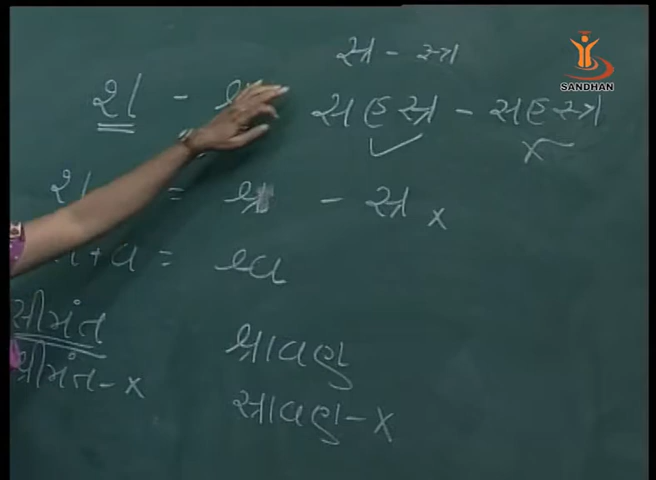 SANDHAN
સ્ર - સ્ત્ર
શ -
સહસ્ર - સહસ્ત્ર x
= શ્ર - સ્ર x
+ વ = શ્વ
સીમંત
શ્રીમંત - x
શ્રાવણ
સ્રાવણ - x